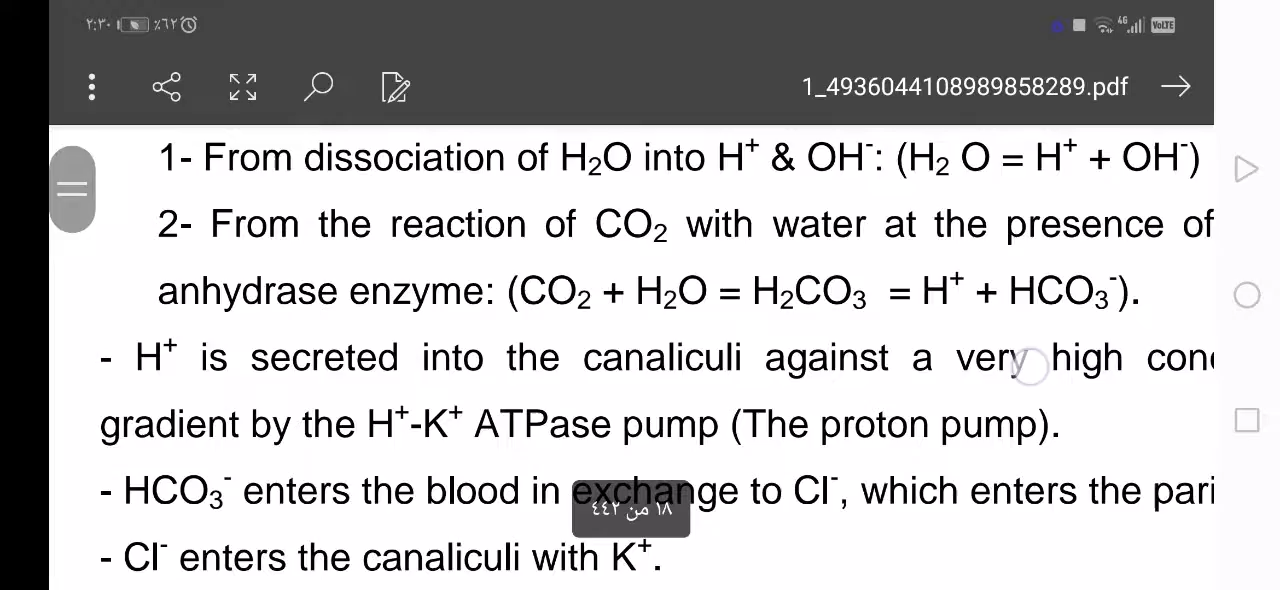 ٢:٣٠ ٪٦٢ 4G VoLTE
1_4936044108989858289.pdf
1- From dissociation of H₂O into H⁺ & OH⁻: (H₂ O = H⁺ + OH⁻)
2- From the reaction of CO₂ with water at the presence of
anhydrase enzyme: (CO₂ + H₂O = H₂CO₃ = H⁺ + HCO₃⁻).
- H⁺ is secreted into the canaliculi against a very high
gradient by the H⁺-K⁺ ATPase pump (The proton pump).
- HCO₃⁻ enters the blood in exchange to Cl⁻, which enters the pari
١٨ من ٤٤٢
- Cl⁻ enters the canaliculi with K⁺.